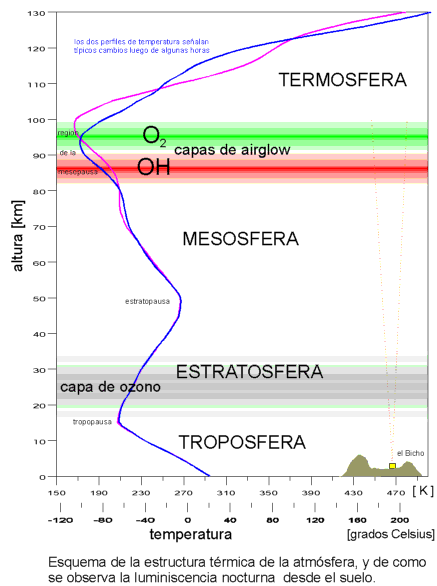 130
los dos perfiles de temperatura señalan
típicos cambios luego de algunas horas
120
TERMOSFERA
110
100
región
O2
capas de airglow
90
de la
mesopausa
OH
80
70
60
MESOSFERA
altura [km]
50
estratopausa
40
30
ESTRATOSFERA
capa de ozono
20
tropopausa
10
TROPOSFERA
el Bicho
0
150 190 230 270 310 350 390 430 470 [ K ]
-120 -80 -40 0 40 80 120 160 200
temperatura [grados Celsius]
Esquema de la estructura térmica de la atmósfera, y de como
se observa la luminiscencia nocturna desde el suelo.